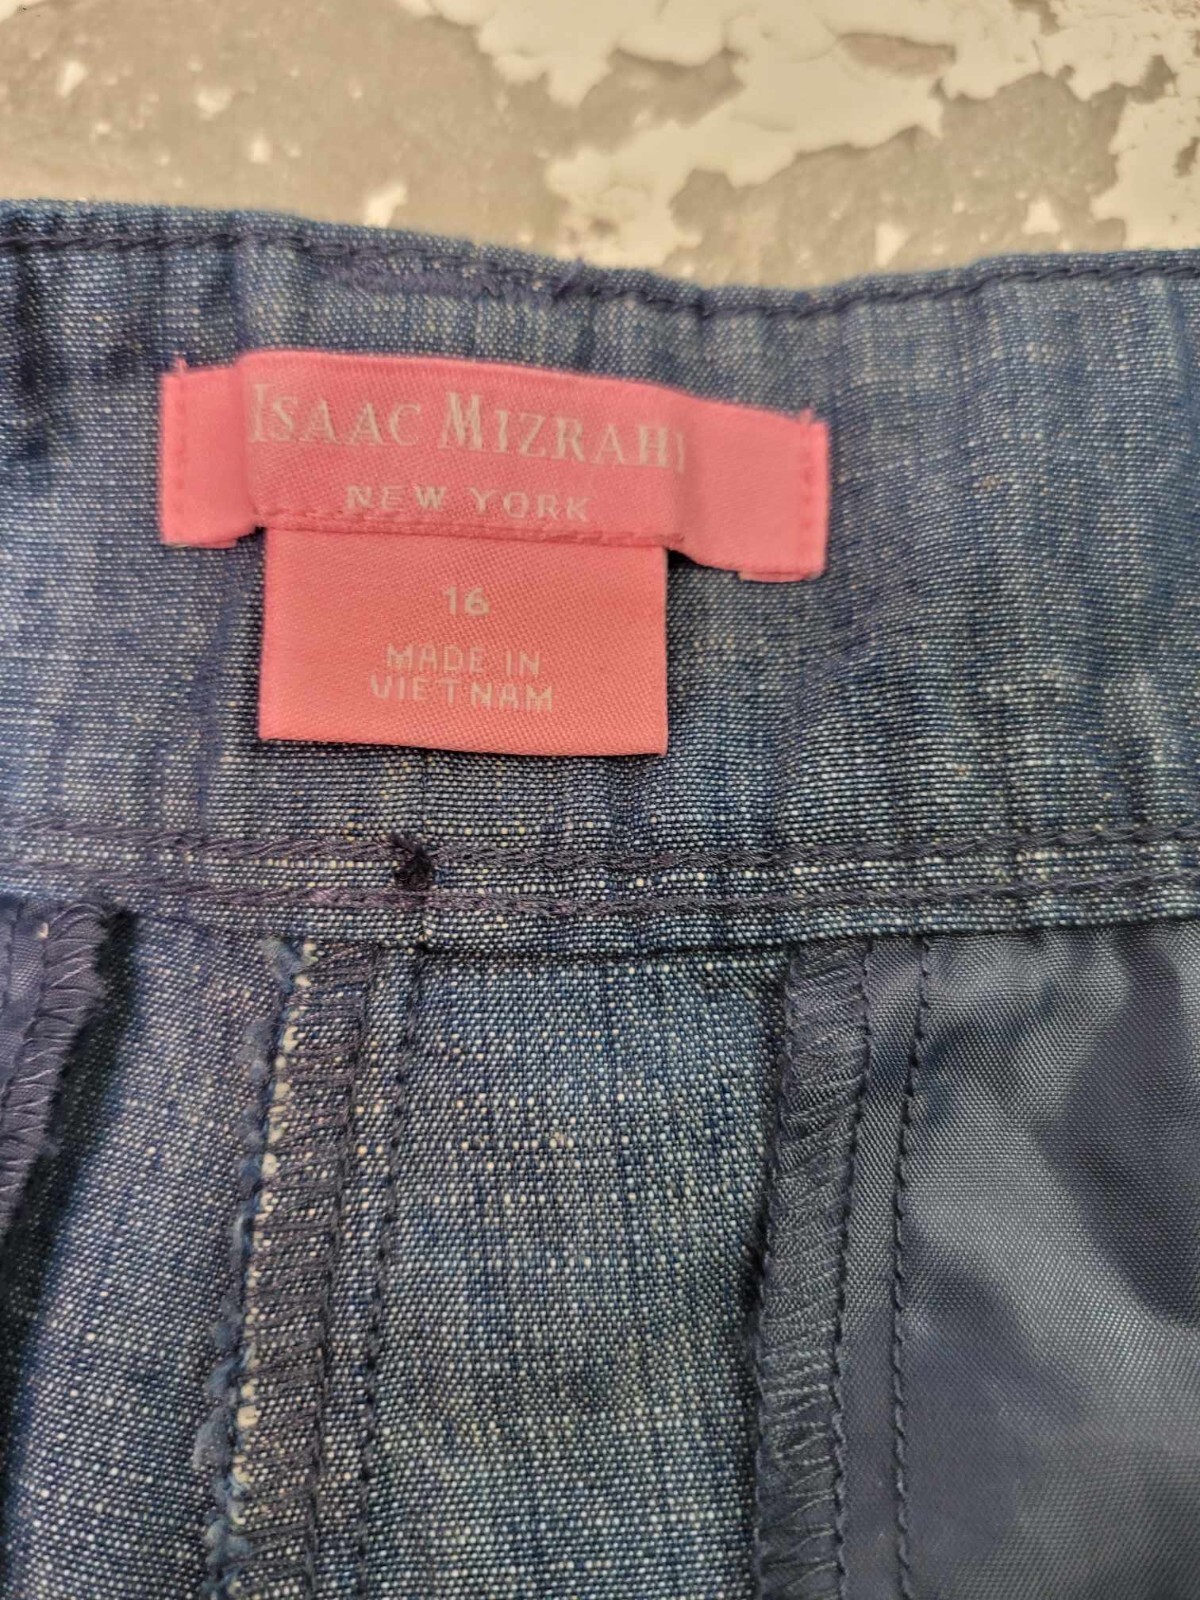 ISAAC MIZRAHI
NEW YORK
16
MADE IN
VIETNAM